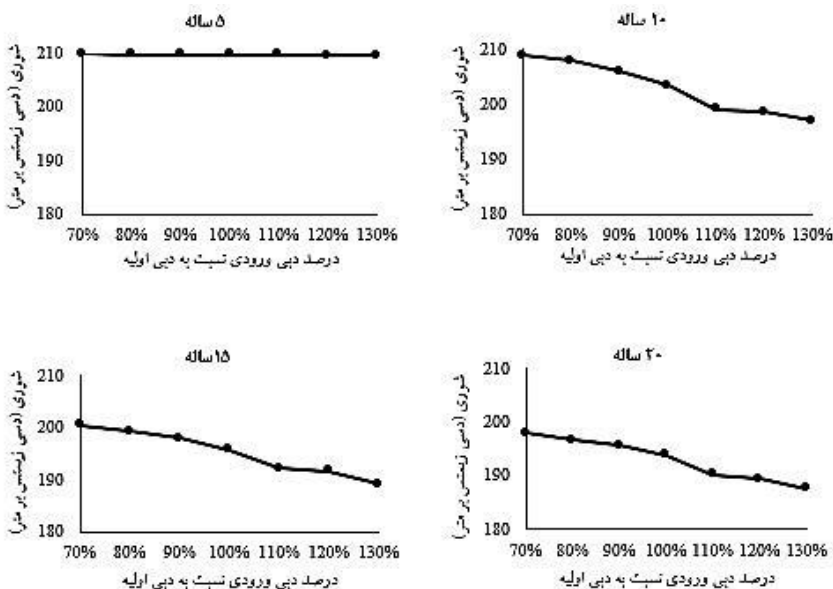 ۵ ساله
شوری (دسی زیمنس بر متر)
210
200
190
180
70% 80% 90% 100% 110% 120% 130%
درصد دبی ورودی نسبت به دبی اولیه
۱۰ ساله
شوری (دسی زیمنس بر متر)
210
200
190
180
70% 80% 90% 100% 110% 120% 130%
درصد دبی ورودی نسبت به دبی اولیه
۱۵ ساله
شوری (دسی زیمنس بر متر)
210
200
190
180
70% 80% 90% 100% 110% 120% 130%
درصد دبی ورودی نسبت به دبی اولیه
۲۰ ساله
شوری (دسی زیمنس بر متر)
210
200
190
180
70% 80% 90% 100% 110% 120% 130%
درصد دبی ورودی نسبت به دبی اولیه